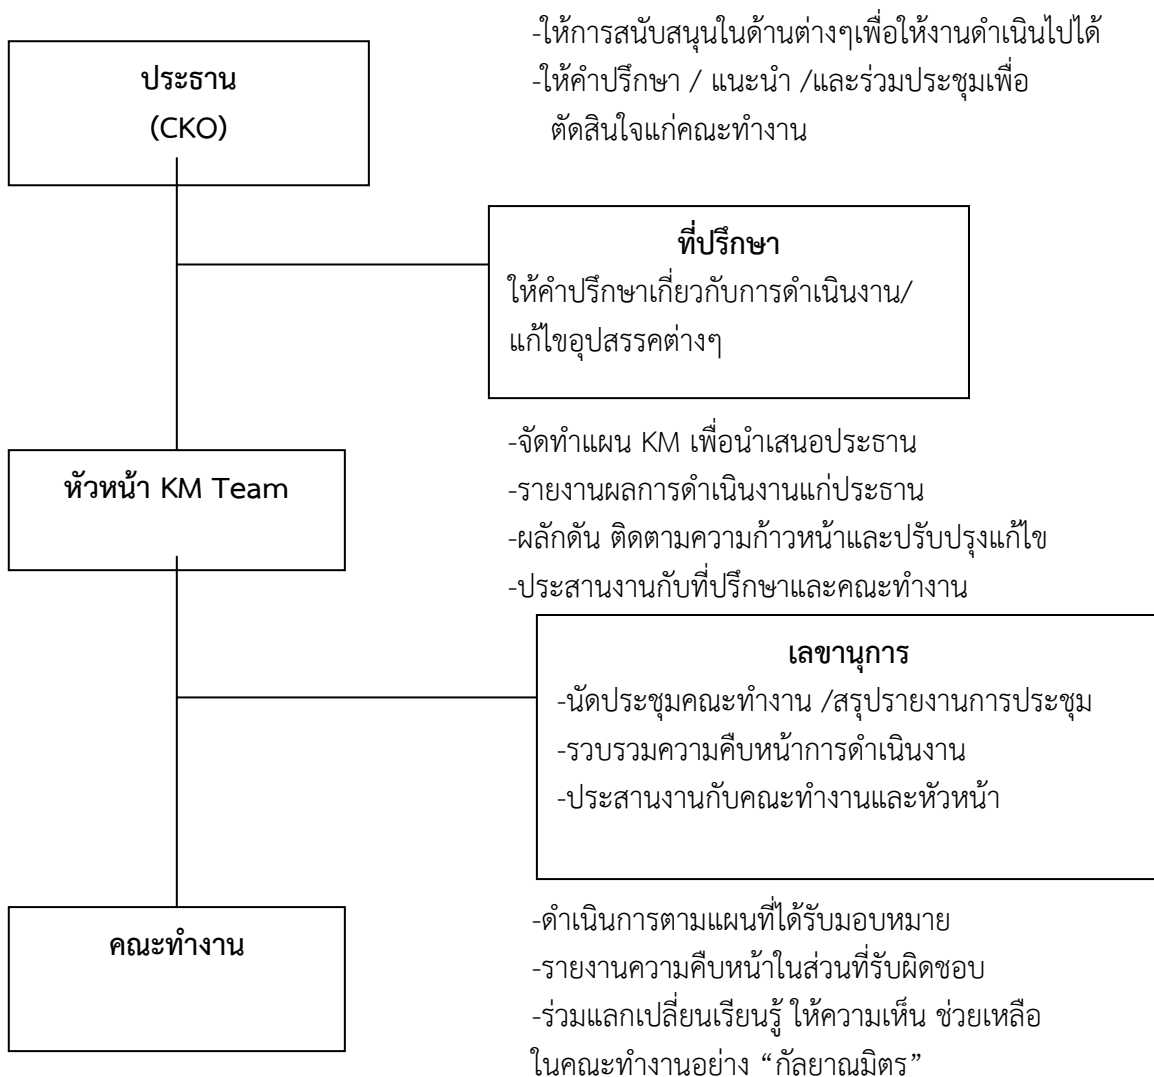 -ให้การสนับสนุนในด้านต่างๆเพื่อให้งานดำเนินไปได้
ประธาน
(CKO)
-ให้คำปรึกษา / แนะนำ /และร่วมประชุมเพื่อ
ตัดสินใจแก่คณะทำงาน
ที่ปรึกษา
ให้คำปรึกษาเกี่ยวกับการดำเนินงาน/
แก้ไขอุปสรรคต่างๆ
หัวหน้า KM Team
-จัดทำแผน KM เพื่อนำเสนอประธาน
-รายงานผลการดำเนินงานแก่ประธาน
-ผลักดัน ติดตามความก้าวหน้าและปรับปรุงแก้ไข
-ประสานงานกับที่ปรึกษาและคณะทำงาน
เลขานุการ
-นัดประชุมคณะทำงาน /สรุปรายงานการประชุม
-รวบรวมความคืบหน้าการดำเนินงาน
-ประสานงานกับคณะทำงานและหัวหน้า
คณะทำงาน
-ดำเนินการตามแผนที่ได้รับมอบหมาย
-รายงานความคืบหน้าในส่วนที่รับผิดชอบ
-ร่วมแลกเปลี่ยนเรียนรู้ ให้ความเห็น ช่วยเหลือ
ในคณะทำงานอย่าง “กัลยาณมิตร”